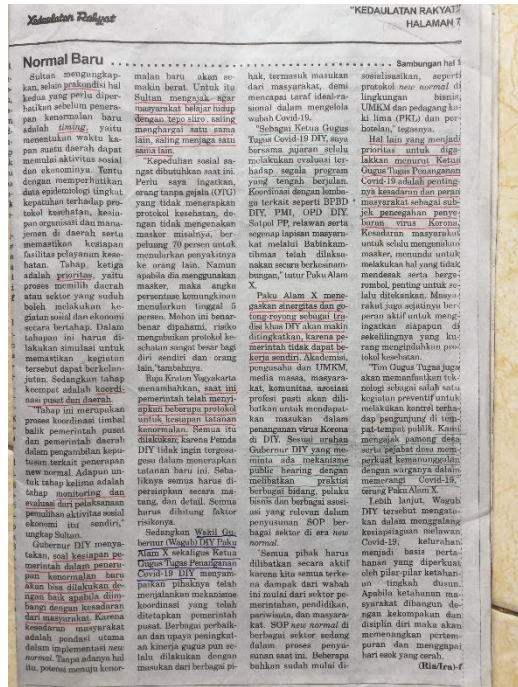 Kedaulatan Rakyat
"KEDAULATAN RAKYAT"
HALAMAN 7
Normal Baru
Sambungan hal 1
Sultan mengungkap-
kan, selain prakondisi hal
kedua yang perlu diper-
hatikan sebelum penera-
pan kenormalan baru
adalah timing, yaitu
menentukan waktu ka-
pan suatu daerah dapat
memulai aktivitas sosial
dan ekonominya. Tentu
dengan memperhatikan
data epidemiologi tingkat
kepatuhan terhadap pro-
tokol kesehatan, kesia-
pan organisasi dan mana-
jemen di daerah serta
memastikan kesiapan
fasilitas pelayanan kese-
hatan. Tahap, ketiga
adalah prioritas, yaitu
proses memilih daerah
atau sektor yang sudah
boleh melakukan ke-
giatan sosial dan ekonomi
secara bertahap. Dalam
tahapan ini harus di-
lakukan simulasi untuk
memastikan kegiatan
tersebut dapat berkelan-
jutan. Sedangkan tahap
keempat adalah koordi-
nasi pusat dan daerah.
"Tahap ini merupakan
proses koordinasi timbal
balik pemerintah pusat
dan pemerintah daerah
dalam pengambilan kepu-
tusan terkait penerapan
new normal. Adapun un-
tuk tahap kelima adalah
tahap monitoring dan
evaluasi dari pelaksanaan
pemulihan aktivitas sosial
ekonomi itu sendiri,"
ungkap Sultan.
Gubernur DIY menya-
takan, soal kesiapan pe-
merintah dalam penera-
pan kenormalan baru
akan bisa dilakukan de-
ngan baik apabila diim-
bangi dengan kesadaran
dari masyarakat. Karena
kesadaran masyarakat
adalah pondasi utama
dalam implementasi new
normal. Tanpa adanya hal
itu, potensi menuju kenor-
malan baru akan se-
makin berat. Untuk itu
Sultan mengajak agar
masyarakat belajar hidup
dengan tepo sliro, saling
menghargai satu sama
lain, saling menjaga satu
sama lain.
"Kepedulian sosial sa-
ngat dibutuhkan saat ini.
Perlu saya ingatkan,
orang tanpa gejala (OTG)
yang tidak menerapkan
protokol kesehatan, de-
ngan tidak mengenakan
masker misalnya, ber-
peluang 70 persen untuk
menularkan penyakitnya
ke orang lain. Namun
apabila dia menggunakan
masker, maka angka
persentuse kemungkinan
menularkan tinggal 5
persen. Mohon ini benar-
benar dipahami, risiko
mengabaikan protokol ke-
sehatan sangat besar bagi
diri sendiri dan orang
lain,"tambahnya.
Raja Kraton Yogyakarta
menambahkan, saat ini
pemerintah telah menyi-
apkan beberapa protokol
untuk kesiapan tatanan
kenormalan. Semua itu
dilakukan, karena Pemda
DIY tidak ingin tergesa-
gesa dalam menerapkan
tatanan baru ini. Seba-
liknya semua harus di-
persiapkan secara ma-
tang, dan detail. Semua
harus dihitung faktor
risikonya.
Sedangkan Wakil Gu-
bernur (Wagub) DIY Paku
Alam X sekaligus Ketua
Gugus Tugas Penanganan
Covid-19 DIY menyam-
paikan pihaknya telah
menjalankan mekanisme
koordinasi yang telah
ditetapkan pemerintah
pusat. Berbagai perbaik-
an dan upaya peningkat-
an kinerja gugus pun se-
lalu dilakukan dengan
masukan dari berbagai pi-
hak, termasuk masukan
dari masyarakat, demi
mencapai taraf ideal-ra-
sional dalam mengelola
wabah Covid-19.
"Sebagai Ketua Gugus
Tugas Covid-19 DIY, saya
bersama jajaran selalu
melakukan evaluasi ter-
hadap segala program
yang tengah berjalan.
Koordinasi dengan lemba-
ga terkait seperti BPBD
DIY, PMI, OPD DIY,
Satpol PP, relawan serta
segenap lapisan masyara-
kat melalui Babinkam-
tibmas telah dilaksa-
nakan secara berkesinam-
bungan," tutur Paku Alam
X.
Paku Alam X mene-
gaskan sinergitas dan go-
tong-royong sebagai tra-
disi khas DIY akan makin
ditingkatkan, karena pe-
merintah tidak dapat be-
kerja sendiri. Akademisi,
pengusaha dan UMKM,
media massa, masyara-
kat, komunitas, asosiasi
profesi pasti akan dili-
batkan untuk mendapat-
kan masukan dalam
penanganan virus Korona
di DIY. Sesuai arahan
Gubernur DIY yang me-
minta ada mekanisme
public hearing dengan
melibatkan praktisi
berbagai bidang, pelaku
bisnis dan berbagai asosi-
asi yang relevan dalam
penyusunan SOP ber-
bagai sektor di era new
normal.
"Semua pihak harus
dilibatkan secara aktif
karena kita semua terke-
na dampak dari wabah
ini mulai dari sektor pe-
merintahan, pendidikan,
pariwisata, dan masyara-
kat. SOP new normal di
berbagai sektor sedang
dalam proses penyu-
sunan saat ini. Beberapa
bahkan sudah mulai di-
sosialisasikan, seperti
protokol new normal di
lingkungan bisnis,
UMKM dan pedagang ka-
ki lima (PKL) dan per-
hotelan," tegasnya.
Hal lain yang menjadi
prioritas untuk diga-
lakkan menurut Ketua
Gugus Tugas Penanganan
Covid-19 adalah penting-
nya kesadaran dan peran
masyarakat sebagai sub-
jek pencegahan penye-
baran virus Korona.
Kesadaran masyarakat
untuk selalu mengenakan
masker, menunda untuk
melakukan hal yang tidak
mendesak serta berge-
rombol, penting untuk se-
lalu ditekankan. Masya-
rakat juga sejatinya ber-
peran aktif untuk meng-
ingatkan siapapun di
sekelilingnya yang ku-
rang mengindahkan pro-
tokol kesehatan.
"Tim Gugus Tugas juga
akan memanfaatkan tek-
nologi sebagai salah satu
kegiatan preventif untuk
melakukan kontrol terha-
dap pengunjung di tem-
pat-tempat publik. Kami
mengajak pamong desa
serta pejabat desa mem-
perkuat kemanunggalan
dengan warganya dalam
memerangi Covid-19,"
terang Paku Alam X.
Lebih lanjut, Wagub
DIY tersebut mengata-
kan dalam menggalang
kesiapsiagaan melawan
Covid-19, kelurahan
menjadi basis perta-
hanan yang diperkuat
oleh pilar-pilar ketahan-
an tingkah dusun.
Apabila ketahanan ma-
syarakat dibangun de-
ngan kekompakan dan
disiplin diri maka akan
memenangkan pertem-
puran dan menggapai
hari esok yang cerah.
(Ria/Ira)-f